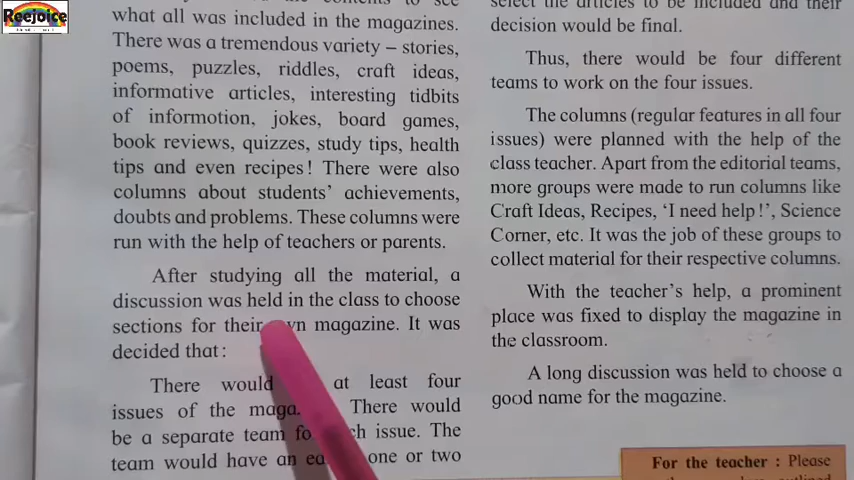 Reejoice
what all was included in the magazines.
There was a tremendous variety – stories,
poems, puzzles, riddles, craft ideas,
informative articles, interesting tidbits
of informotion, jokes, board games,
book reviews, quizzes, study tips, health
tips and even recipes! There were also
columns about students' achievements,
doubts and problems. These columns were
run with the help of teachers or parents.
After studying all the material, a
discussion was held in the class to choose
sections for their magazine. It was
decided that :
There would at least four
issues of the There would
be a separate team issue. The
team would have an one or two
select the articles to be included and their
decision would be final.
Thus, there would be four different
teams to work on the four issues.
The columns (regular features in all four
issues) were planned with the help of the
class teacher. Apart from the editorial teams,
more groups were made to run columns like
Craft Ideas, Recipes, 'I need help!', Science
Corner, etc. It was the job of these groups to
collect material for their respective columns.
With the teacher's help, a prominent
place was fixed to display the magazine in
the classroom.
A long discussion was held to choose a
good name for the magazine.
For the teacher : Please